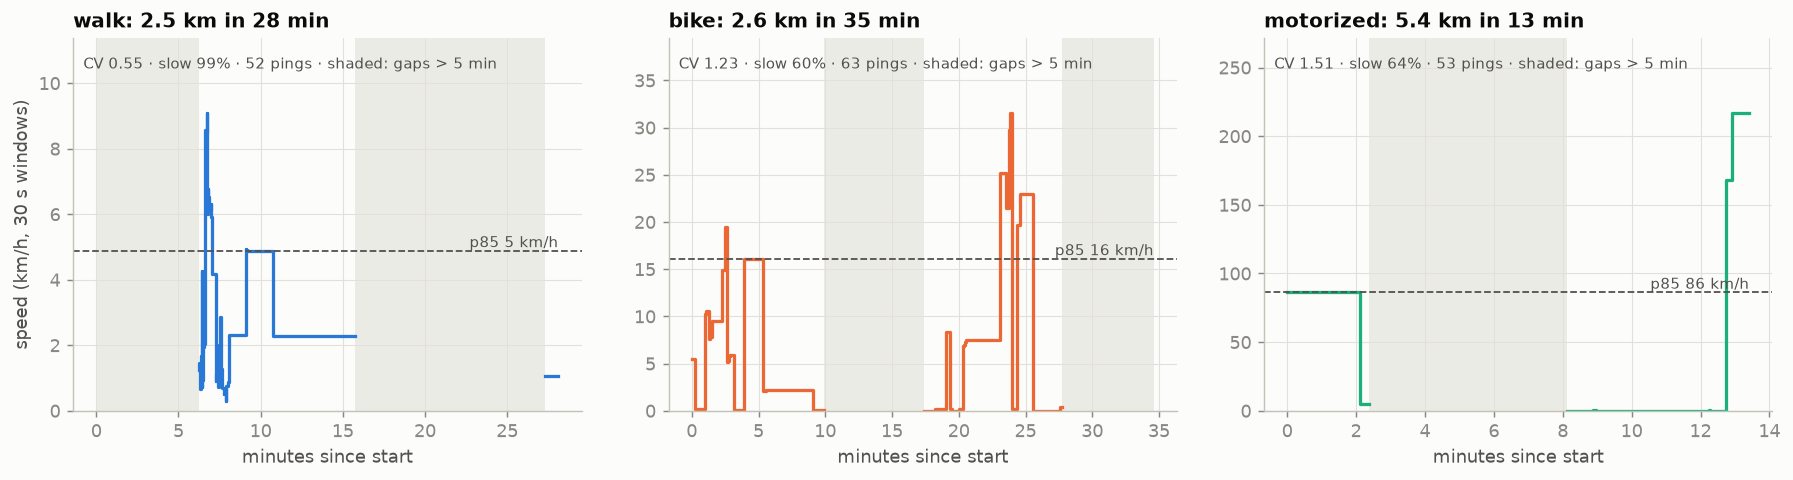 walk: 2.5 km in 28 min
CV 0.55 · slow 99% · 52 pings · shaded: gaps > 5 min
p85 5 km/h
speed (km/h, 30 s windows)
10
8
6
4
2
0
0 5 10 15 20 25
minutes since start
bike: 2.6 km in 35 min
CV 1.23 · slow 60% · 63 pings · shaded: gaps > 5 min
p85 16 km/h
35
30
25
20
15
10
5
0
0 5 10 15 20 25 30 35
minutes since start
motorized: 5.4 km in 13 min
CV 1.51 · slow 64% · 53 pings · shaded: gaps > 5 min
p85 86 km/h
250
200
150
100
50
0
0 2 4 6 8 10 12 14
minutes since start